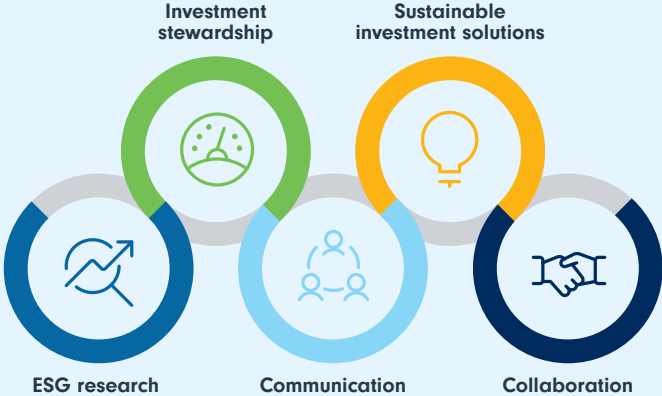 Investment
stewardship
Sustainable
investment solutions
ESG research
Communication
Collaboration